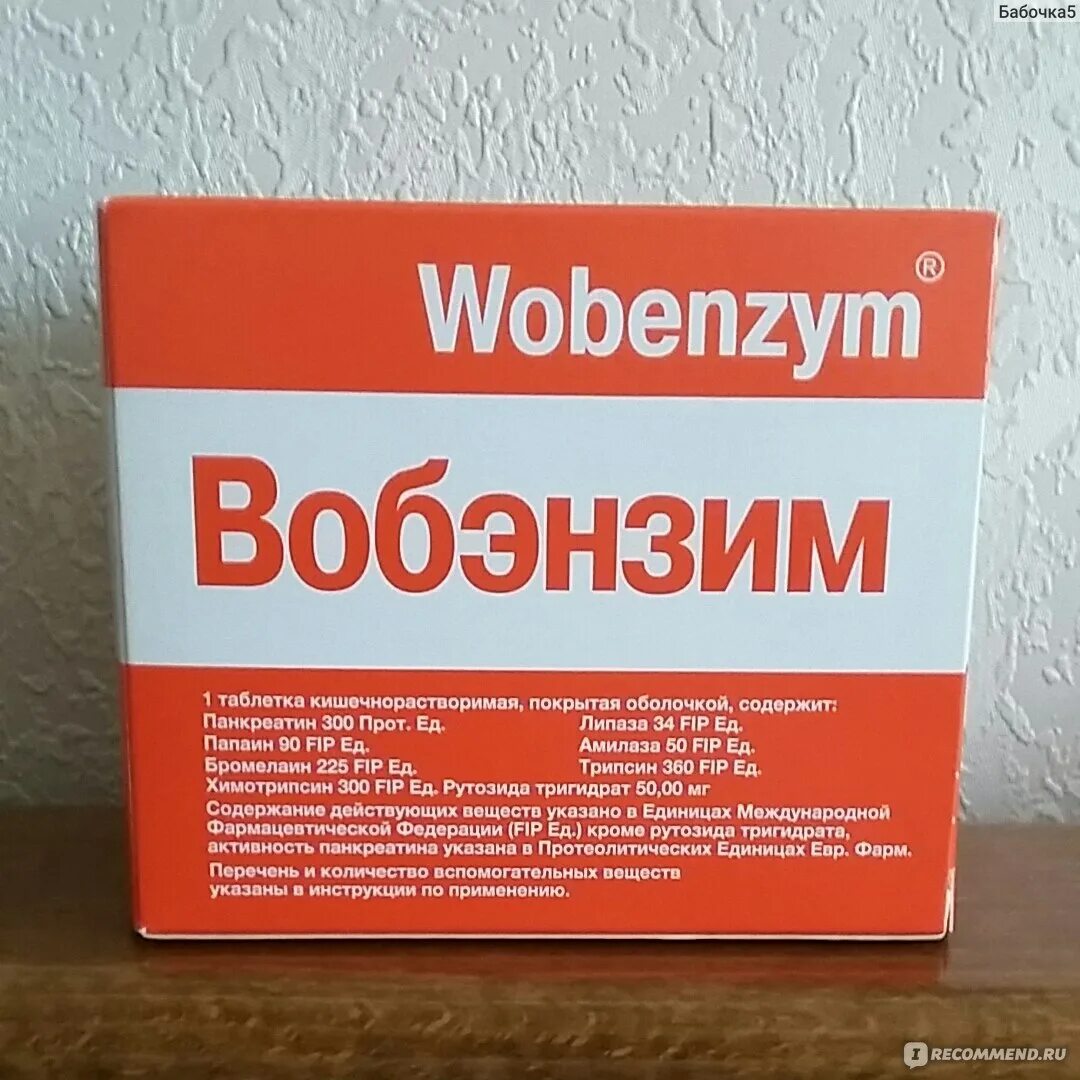 Бабочка5
Wobenzym®
Вобэнзим
1 таблетка кишечнорастворимая, покрытая оболочкой, содержит:
Панкреатин 300 Прот. Ед. Липаза 34 FIP Ед.
Папаин 90 FIP Ед. Амилаза 50 FIP Ед.
Бромелаин 225 FIP Ед. Трипсин 360 FIP Ед.
Химотрипсин 300 FIP Ед. Рутозида тригидрат 50,00 мг
Содержание действующих веществ указано в Единицах Международной
Фармацевтической Федерации (FIP Ед.) кроме рутозида тригидрата,
активность панкреатина указана в Протеолитических Единицах Евр. Фарм.
Перечень и количество вспомогательных веществ
указаны в инструкции по применению.
IRECOMMEND.RU